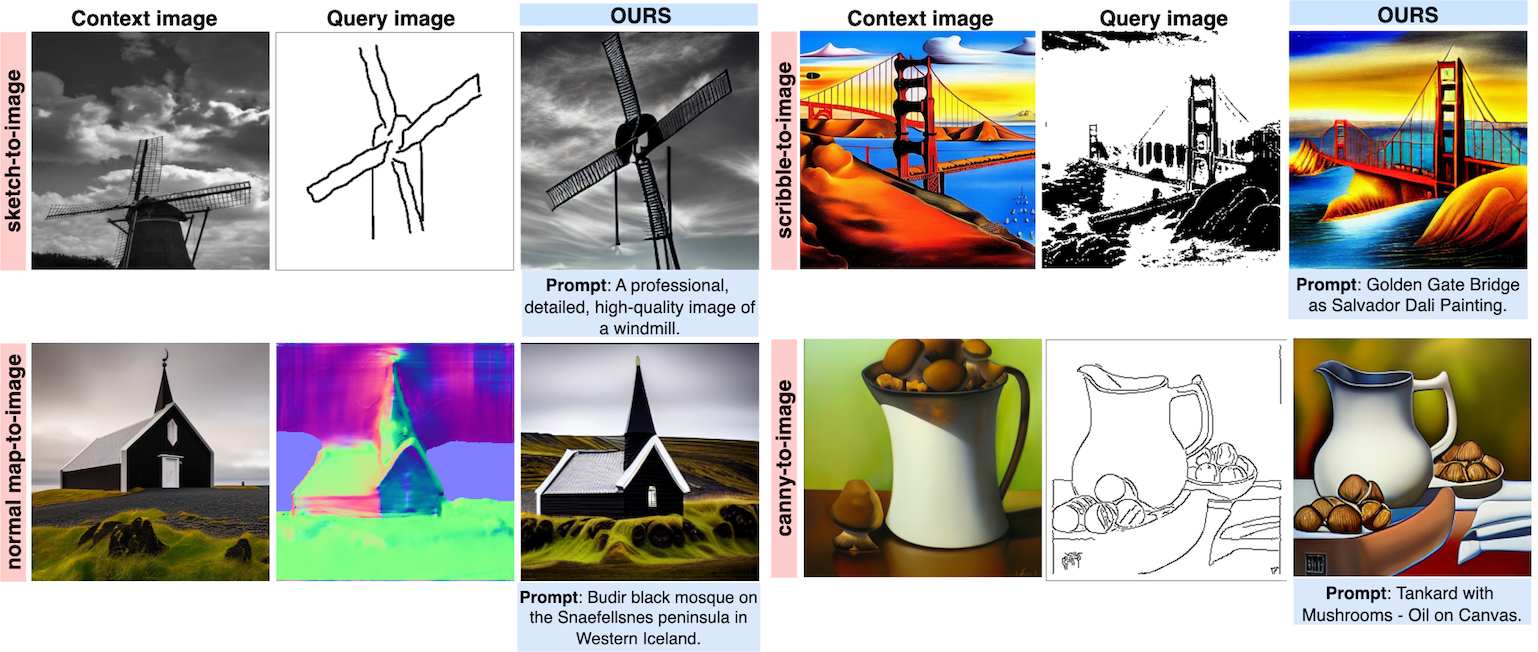 Context image
Query image
OURS
Context image
Query image
OURS
sketch-to-image
scribble-to-image
Prompt: A professional,
detailed, high-quality image of
a windmill.
Prompt: Golden Gate Bridge
as Salvador Dali Painting.
normal map-to-image
canny-to-image
Prompt: Budir black mosque on
the Snaefellsnes peninsula in
Western Iceland.
Prompt: Tankard with
Mushrooms - Oil on Canvas.